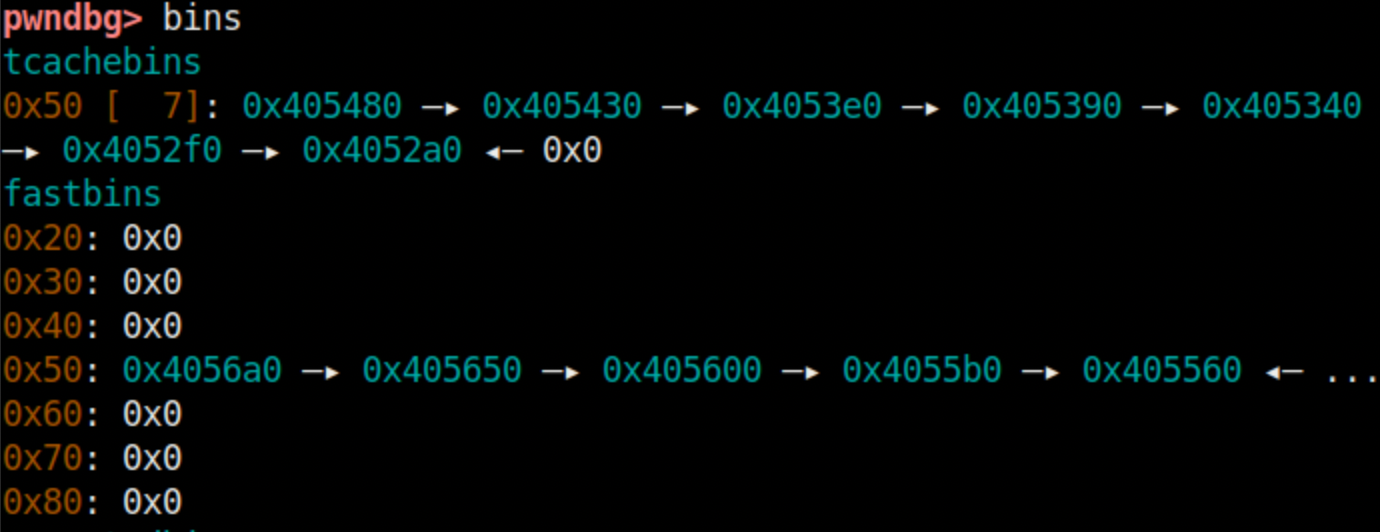 pwndbg> bins
tcachebins
0x50 [  7]: 0x405480 —▸ 0x405430 —▸ 0x4053e0 —▸ 0x405390 —▸ 0x405340
—▸ 0x4052f0 —▸ 0x4052a0 ◂— 0x0
fastbins
0x20: 0x0
0x30: 0x0
0x40: 0x0
0x50: 0x4056a0 —▸ 0x405650 —▸ 0x405600 —▸ 0x4055b0 —▸ 0x405560 ◂— ...
0x60: 0x0
0x70: 0x0
0x80: 0x0